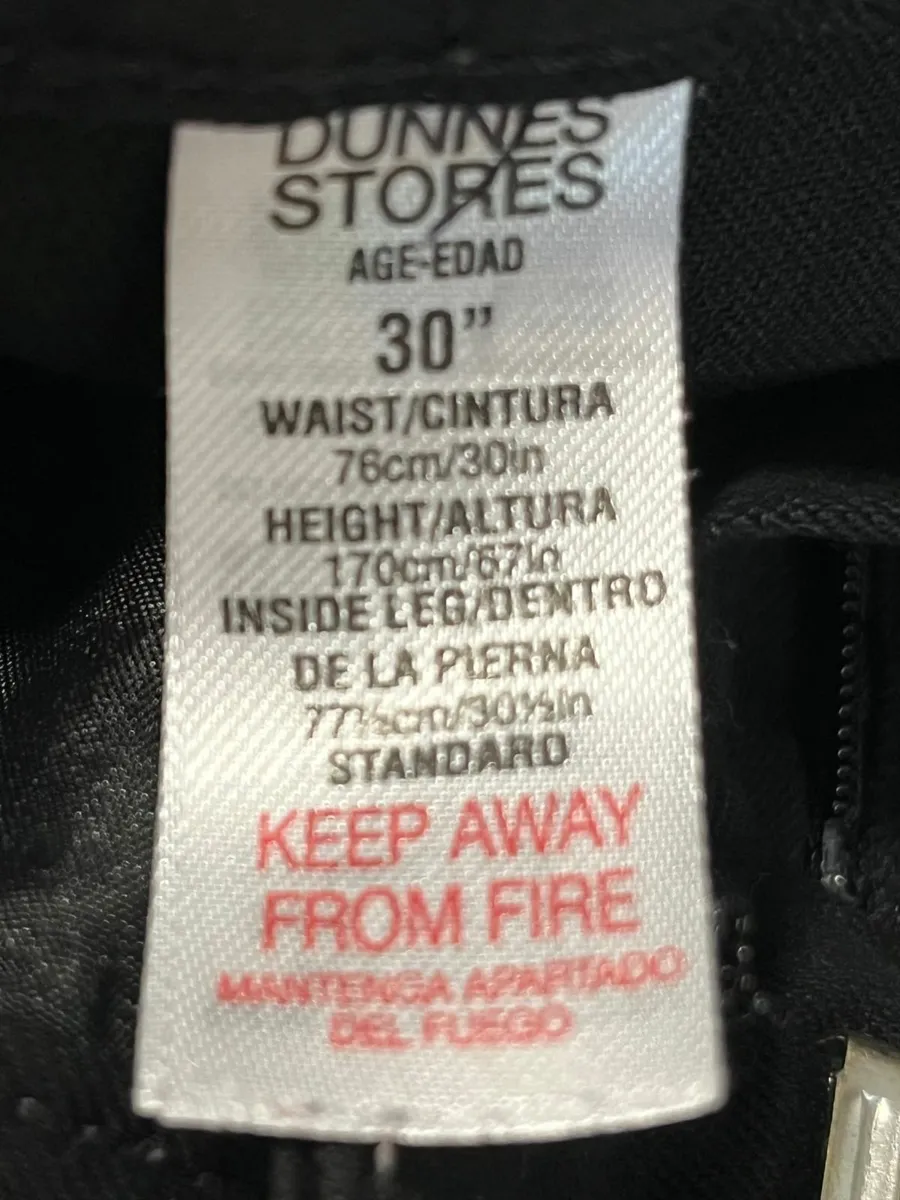 DUNNES
STORES
AGE-EDAD
30”
WAIST/CINTURA
76cm/30in
HEIGHT/ALTURA
170cm/67in
INSIDE LEG/DENTRO
DE LA PIERNA
77½cm/30½in
STANDARD
KEEP AWAY
FROM FIRE
MANTENGA APARTADO
DEL FUEGO